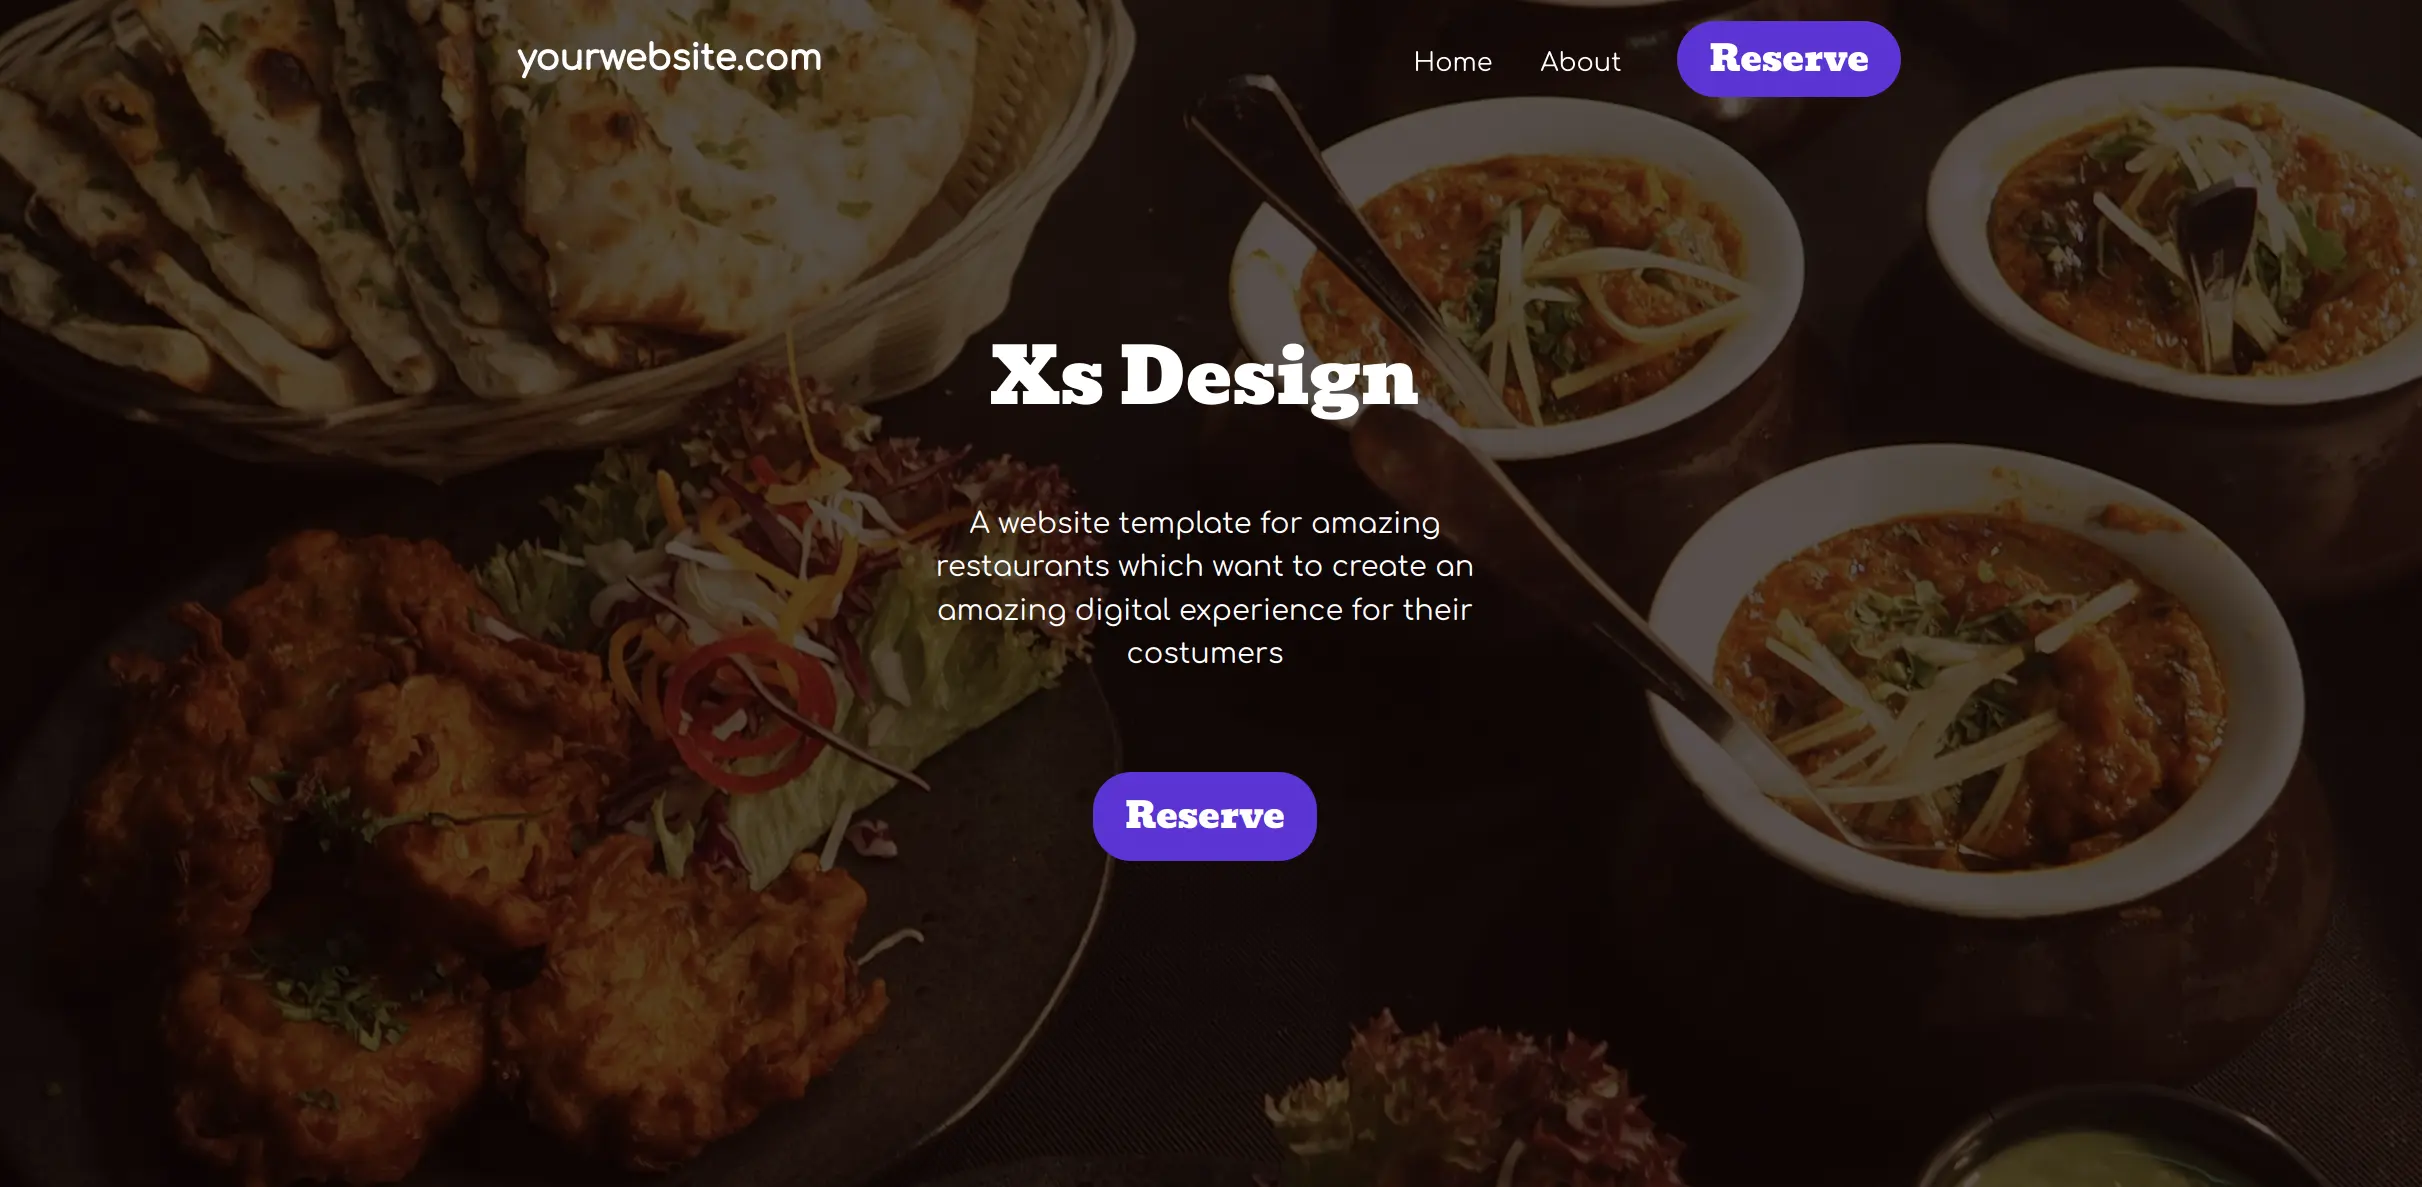 yourwebsite.com
Home About Reserve
Xs Design
A website template for amazing
restaurants which want to create an
amazing digital experience for their
costumers
Reserve